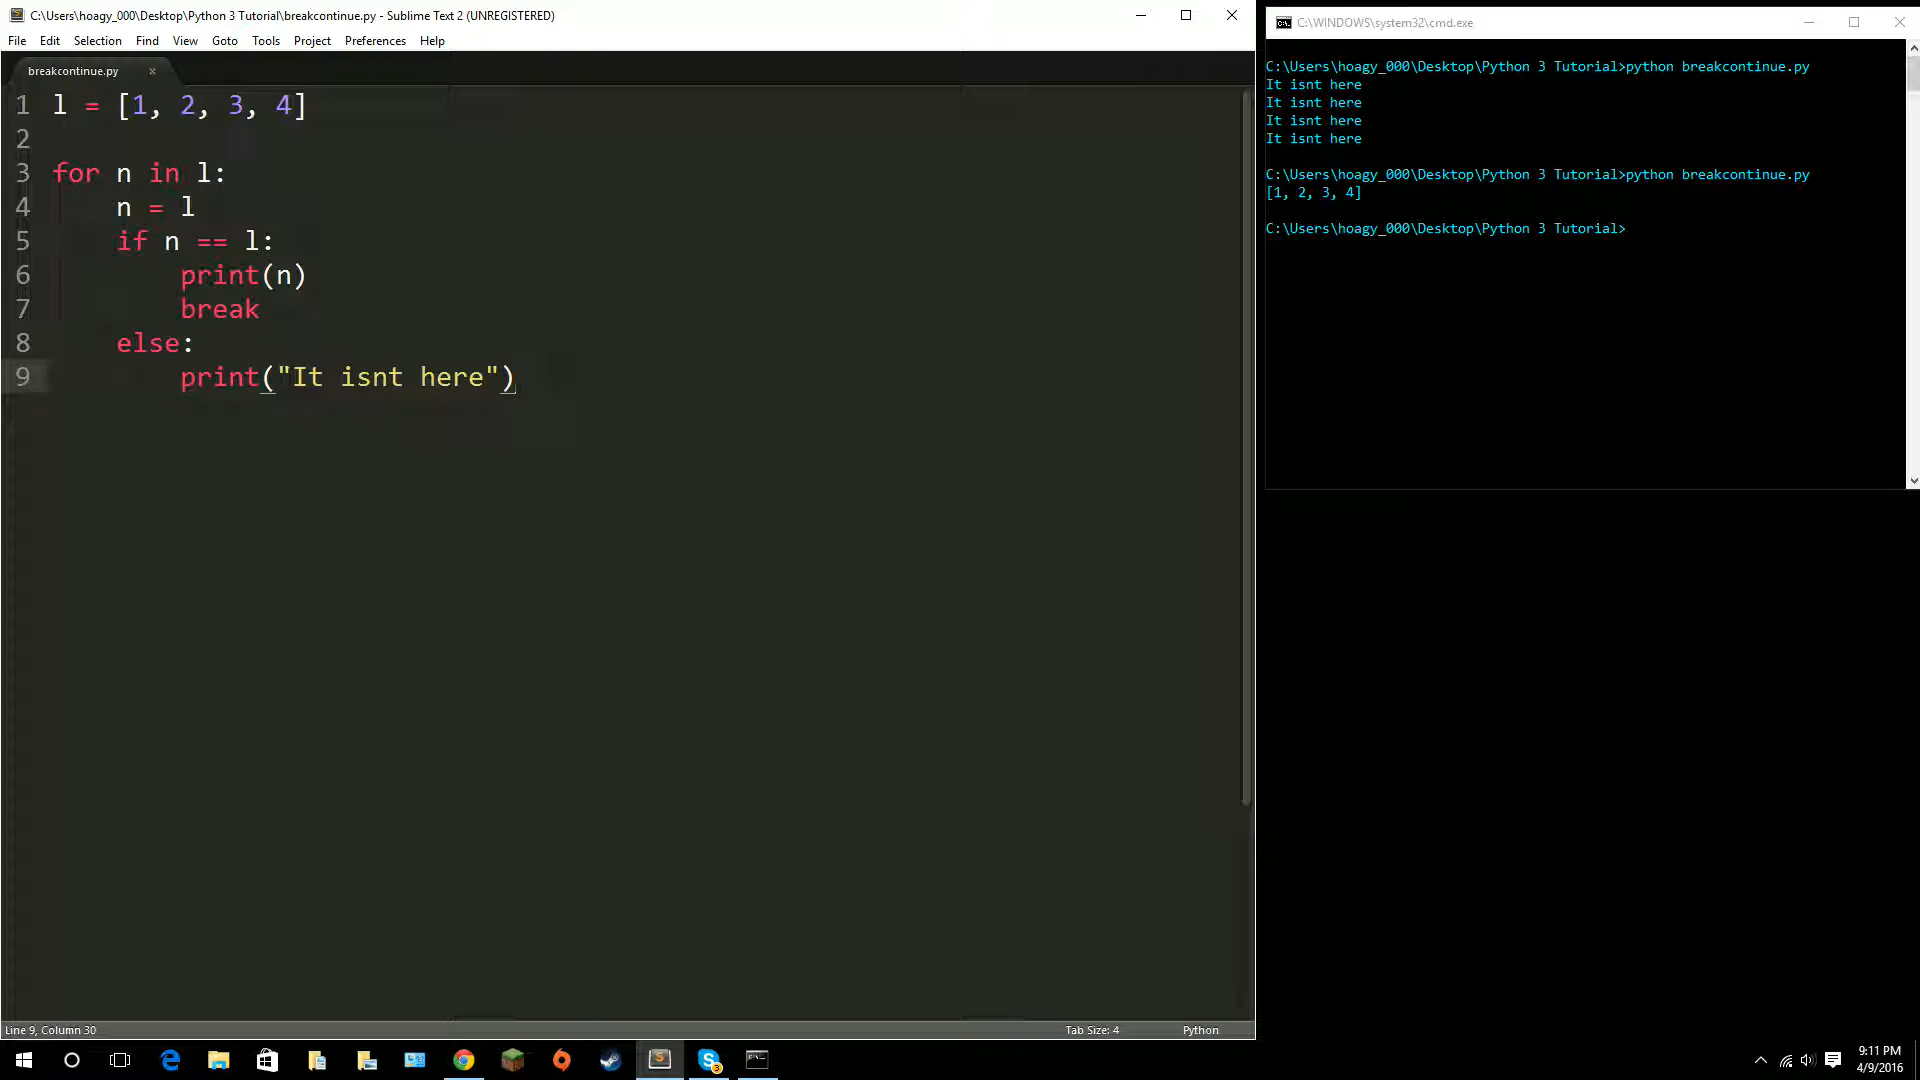 C:\Users\hoagy_000\Desktop\Python 3 Tutorial\breakcontinue.py - Sublime Text 2 (UNREGISTERED)
File Edit Selection Find View Goto Tools Project Preferences Help
breakcontinue.py ×
1 l = [1, 2, 3, 4]
2
3 for n in l:
4     n = l
5     if n == l:
6         print(n)
7         break
8     else:
9         print("It isnt here")
Line 9, Column 30
Tab Size: 4
Python
C:\WINDOWS\system32\cmd.exe
C:\Users\hoagy_000\Desktop\Python 3 Tutorial>python breakcontinue.py
It isnt here
It isnt here
It isnt here
It isnt here
C:\Users\hoagy_000\Desktop\Python 3 Tutorial>python breakcontinue.py
[1, 2, 3, 4]
C:\Users\hoagy_000\Desktop\Python 3 Tutorial>
3
9:11 PM
4/9/2016